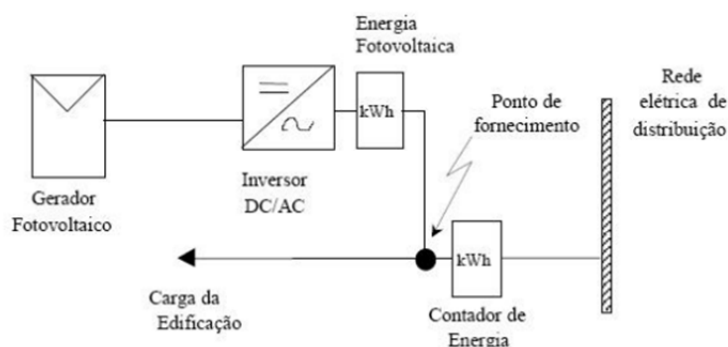 Energia
Fotovoltaica
kWh
Rede
elétrica de
distribuição
Ponto de
fornecimento
Gerador
Fotovoltaico
Inversor
DC/AC
kWh
Carga da
Edificação
Contador de
Energia